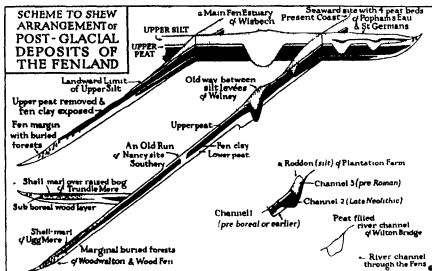 SCHEME TO SHEW
ARRANGEMENT of
POST-GLACIAL
DEPOSITS OF
THE FENLAND
a Main Fen Estuary
of Wisbech
Seaward site with 4 peat beds
Present Coast of Popham's Eau
& St Germans
UPPER SILT
UPPER
PEAT
Landward Limit
of Upper Silt
Upper peat removed &
fen clay exposed
Fen margin
with buried
forests
Old way between
silt levées
of Welney
Upper peat
An Old Run
of Nancy site
Southery
Fen clay
Lower peat
Shell marl over raised bog
of Trundle Mere
Sub boreal wood layer
Shell-marl
of Ugg Mere
Marginal buried forests
of Woodwalton & Wood Fen
a Roddon (silt) of Plantation Farm
Channel 3 (pre Roman)
Channel 2 (Late Neolithic)
Channel 1
(pre boreal or earlier)
Peat filled
river channel
of Wilton Bridge
River channel
through the Fens